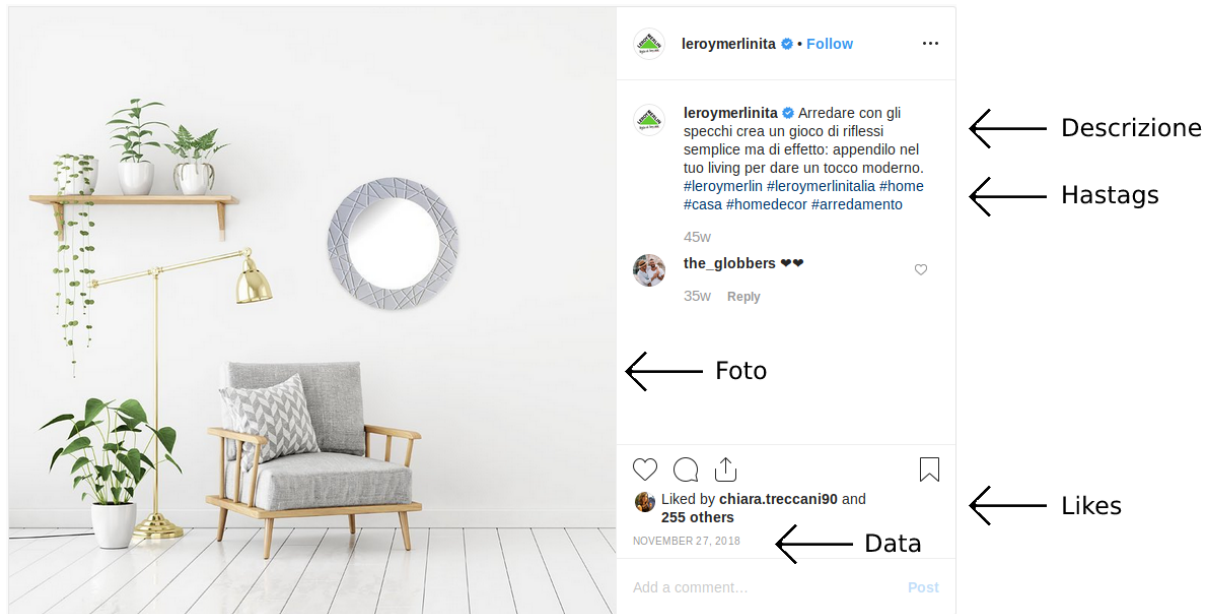 leroymerlinita • Follow
leroymerlinita Arredare con gli
specchi crea un gioco di riflessi
semplice ma di effetto: appendilo nel
tuo living per dare un tocco moderno.
#leroymerlin #leroymerlinitalia #home
#casa #homedecor #arredamento
45w
the_globbers ❤❤
35w Reply
Descrizione
Hastags
Foto
Liked by chiara.treccani90 and
255 others
Likes
NOVEMBER 27, 2018
Data
Add a comment... Post